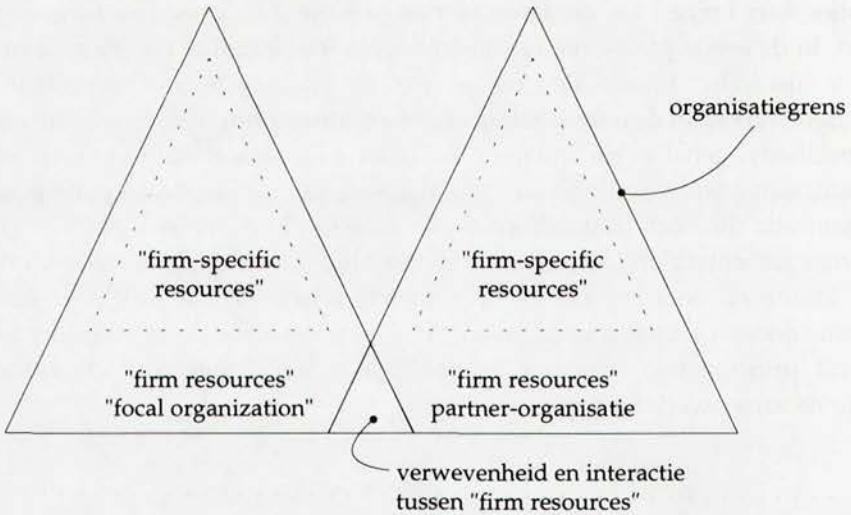 organisatiegrens
"firm-specific
resources"
"firm-specific
resources"
"firm resources"
"focal organization"
"firm resources"
partner-organisatie
verwevenheid en interactie
tussen "firm resources"